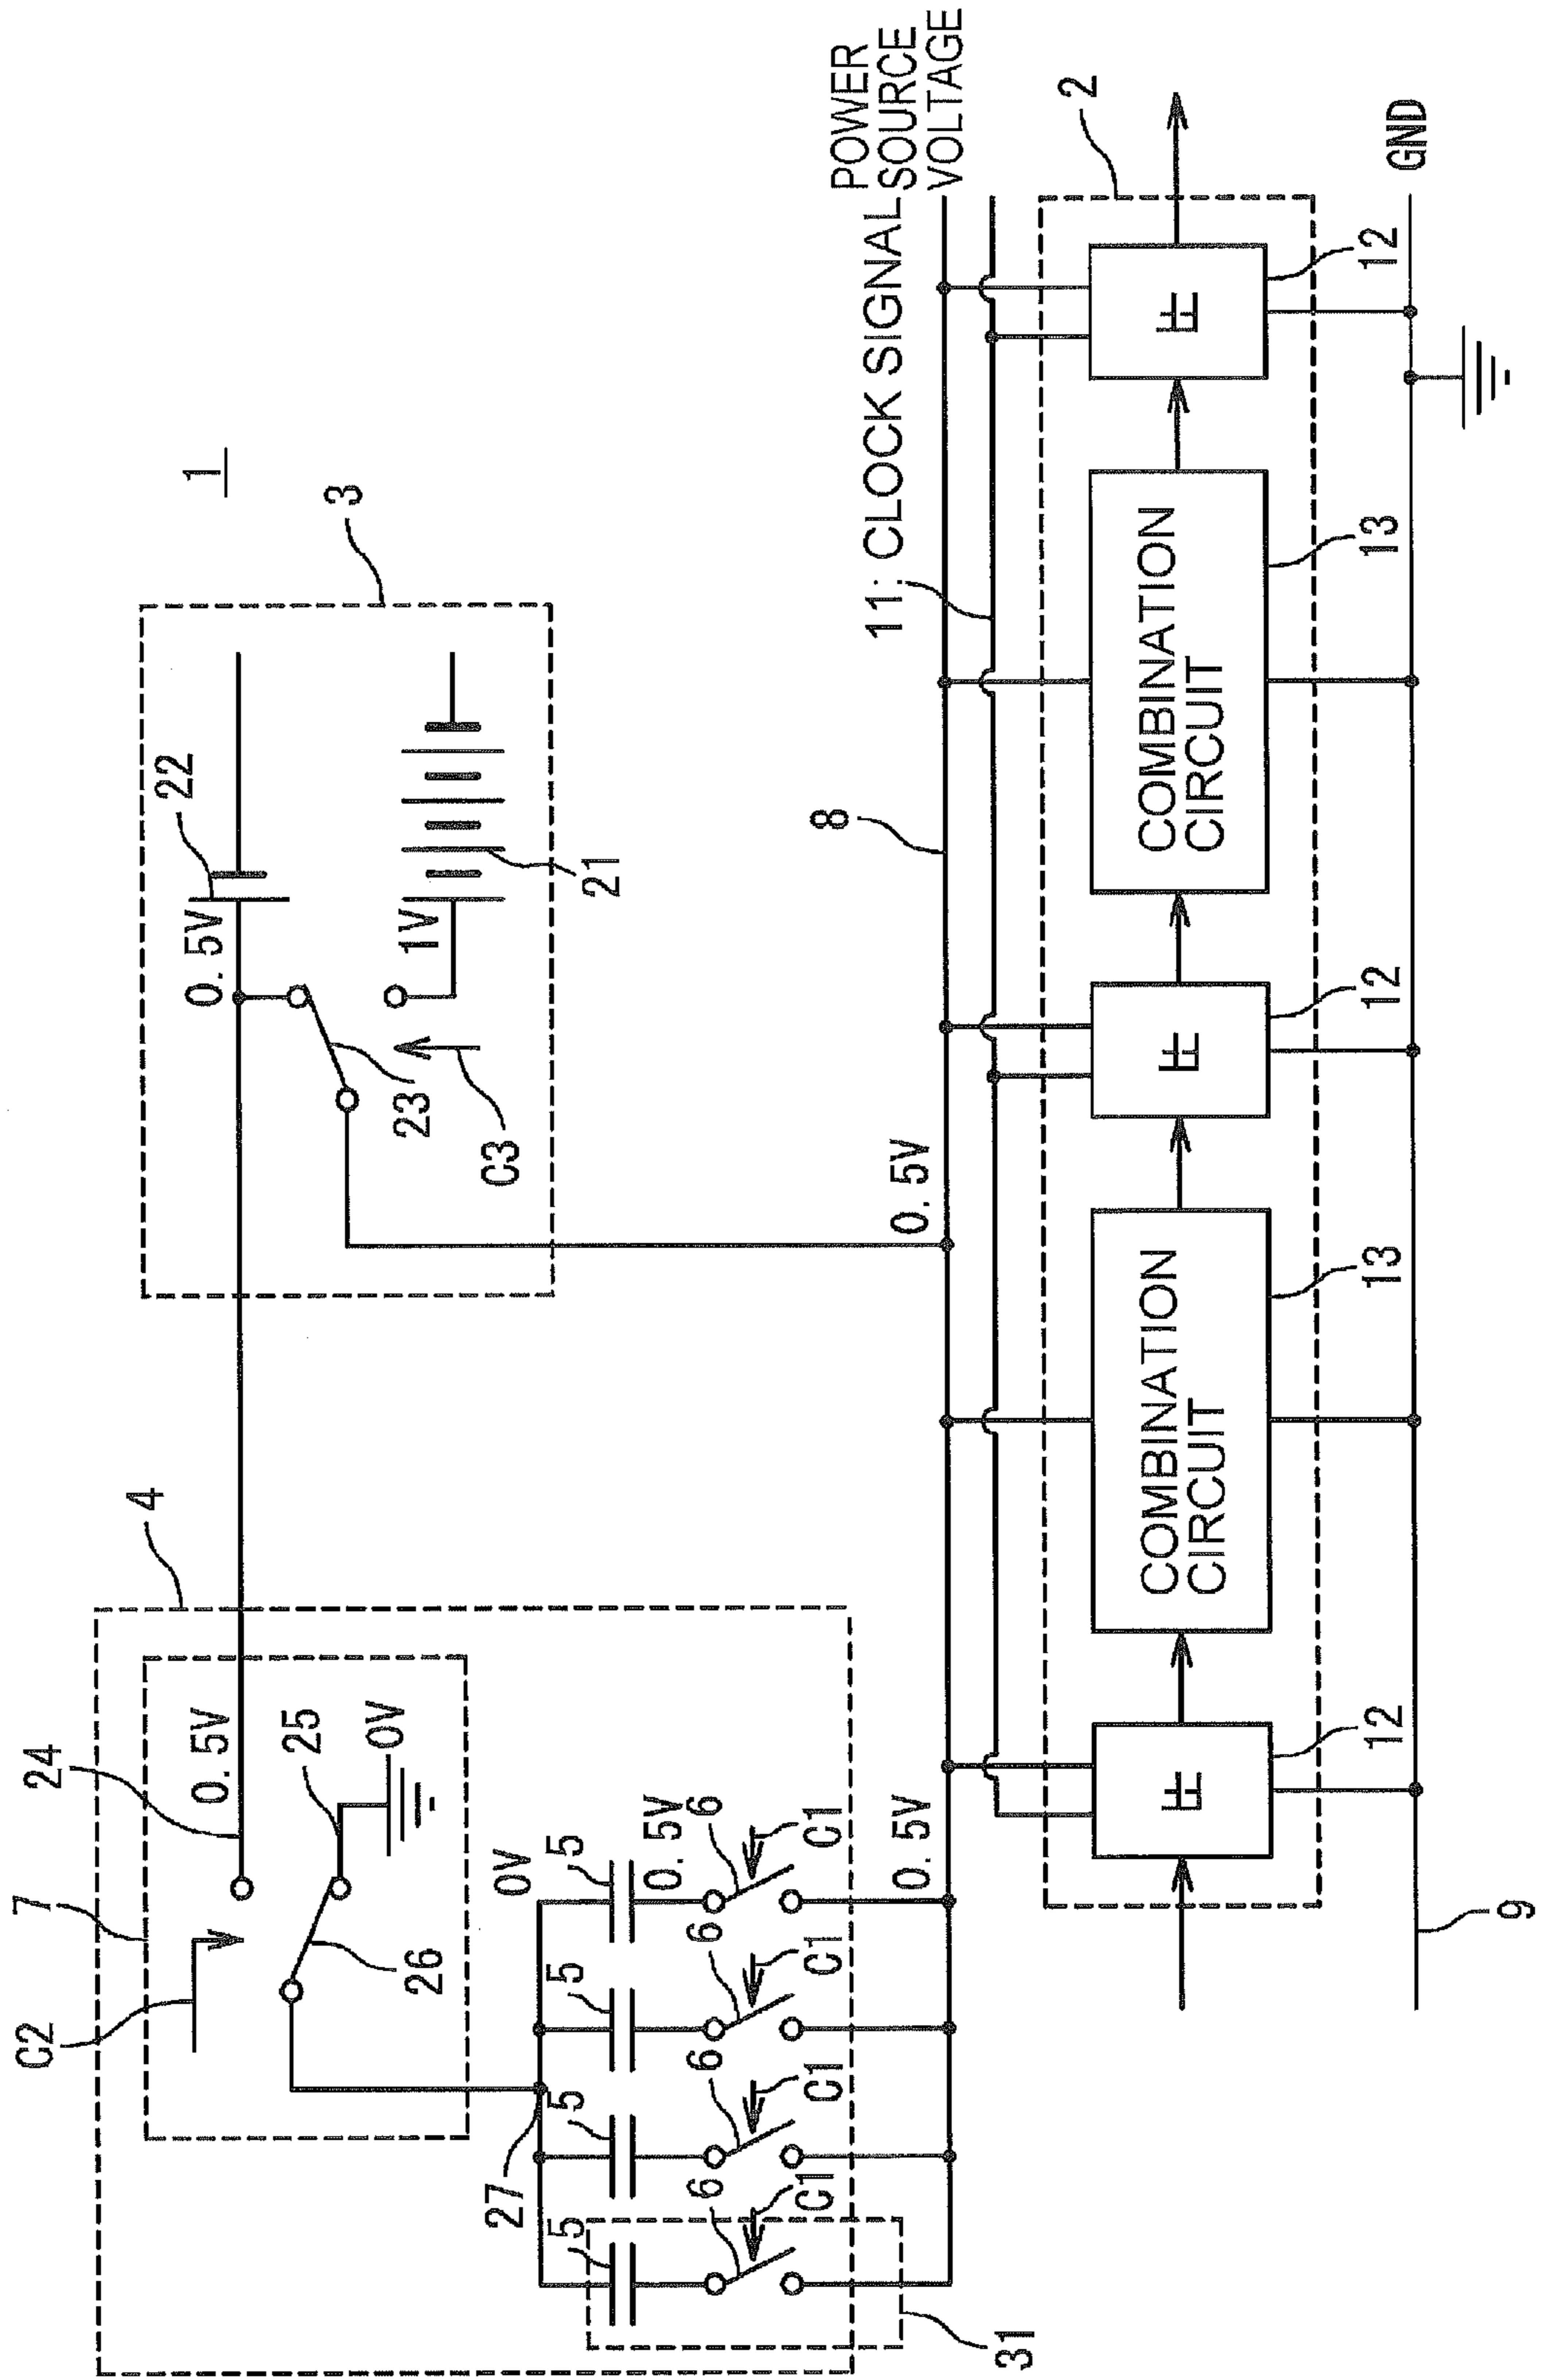 1
4
7
C2
24
0. 5V
25
0V
26
27
0V
5
5
5
5
0. 5V
6
6
6
6
C1
C1
C1
C1
31
0. 5V
3
22
0. 5V
1V
21
23
C3
0. 5V
8
11: CLOCK SIGNAL
POWER
SOURCE
VOLTAGE
2
FF
12
COMBINATION
CIRCUIT
13
FF
12
COMBINATION
CIRCUIT
13
FF
12
GND
9